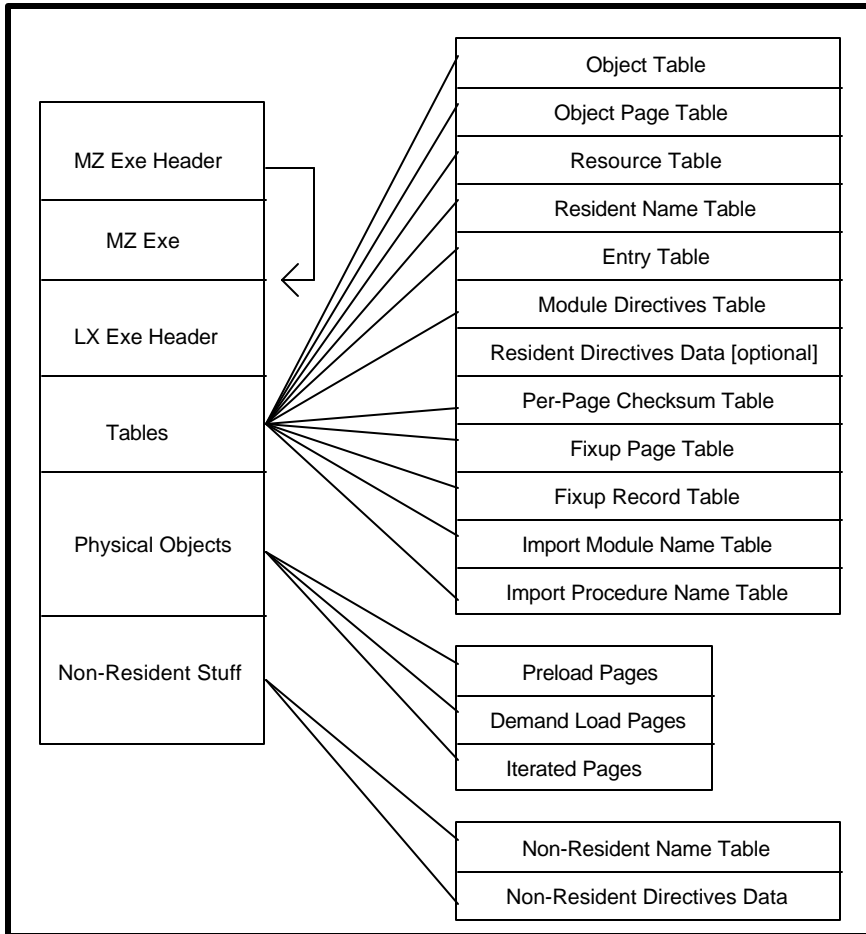 MZ Exe Header
MZ Exe
LX Exe Header
Tables
Physical Objects
Non-Resident Stuff
Object Table
Object Page Table
Resource Table
Resident Name Table
Entry Table
Module Directives Table
Resident Directives Data [optional]
Per-Page Checksum Table
Fixup Page Table
Fixup Record Table
Import Module Name Table
Import Procedure Name Table
Preload Pages
Demand Load Pages
Iterated Pages
Non-Resident Name Table
Non-Resident Directives Data